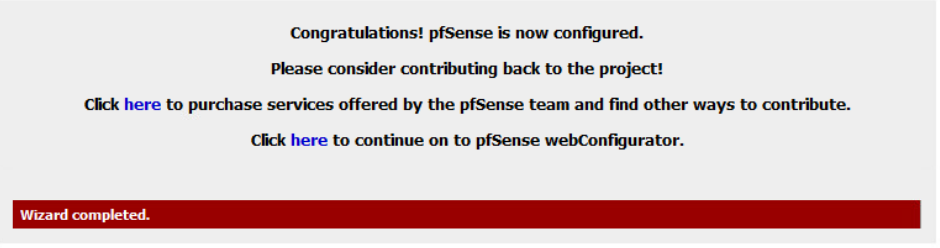 Congratulations! pfSense is now configured.
Please consider contributing back to the project!
Click here to purchase services offered by the pfSense team and find other ways to contribute.
Click here to continue on to pfSense webConfigurator.
Wizard completed.